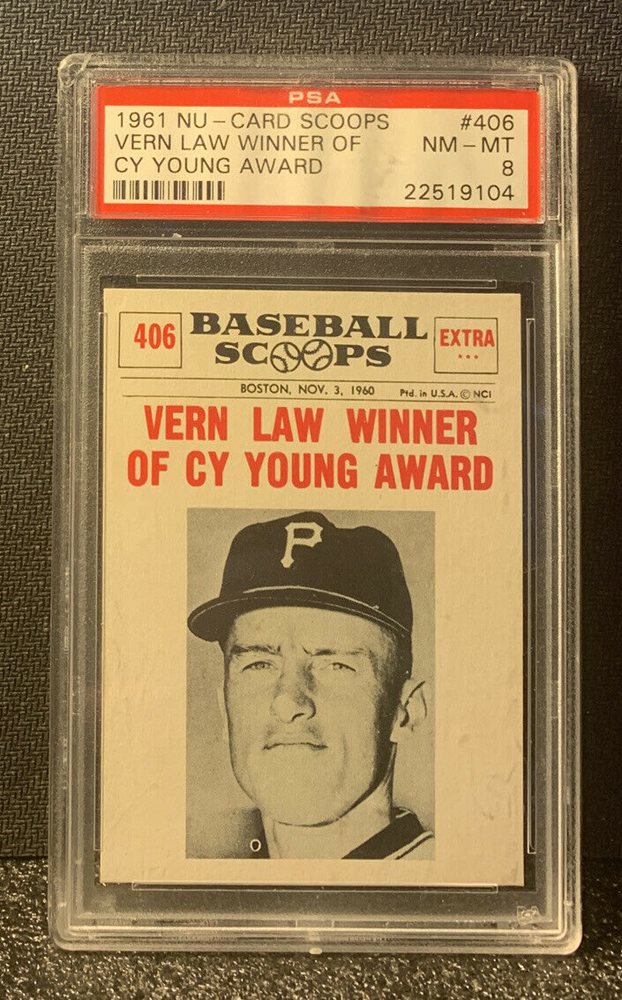 PSA
1961 NU-CARD SCOOPS #406
VERN LAW WINNER OF NM-MT
CY YOUNG AWARD 8
22519104
406 BASEBALL EXTRA
SCOOPS
BOSTON, NOV. 3, 1960 Ptd. in U.S.A. © NCI
VERN LAW WINNER
OF CY YOUNG AWARD
P